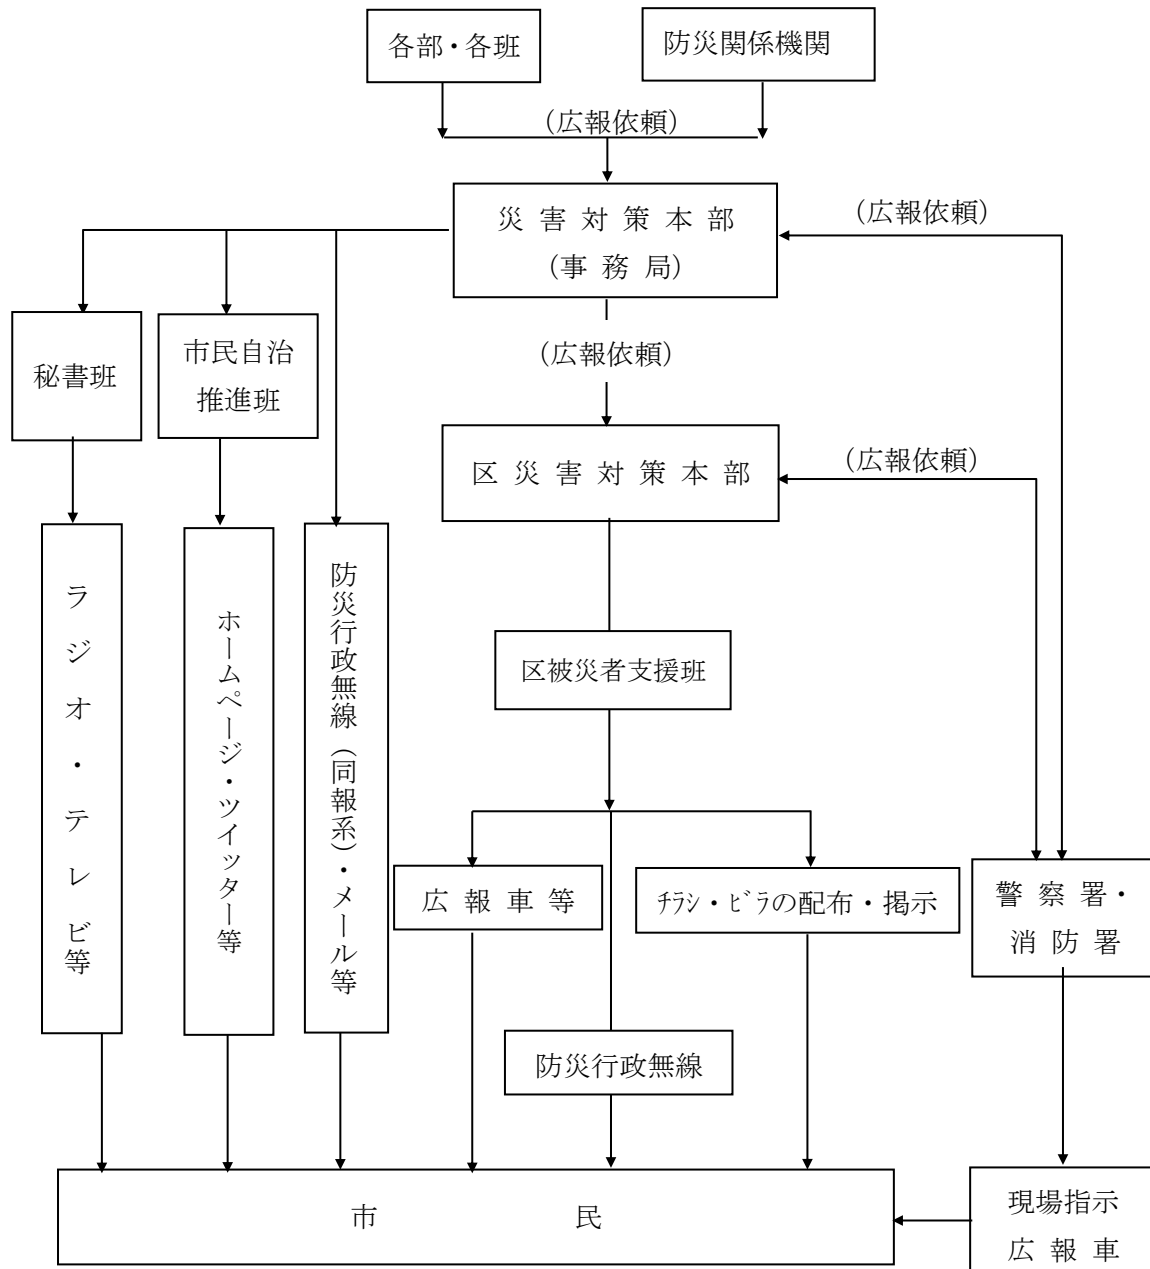 各部・各班
防災関係機関
（広報依頼）
災害対策本部
（事務局）
（広報依頼）
秘書班
市民自治
推進班
（広報依頼）
区災害対策本部
（広報依頼）
ラジオ・テレビ等
ホームページ・ツイッター等
防災行政無線（同報系）・メール等
区被災者支援班
広報車等
ﾁﾗｼ・ﾋﾞﾗの配布・掲示
警察署・
消防署
防災行政無線
市民
現場指示
広報車